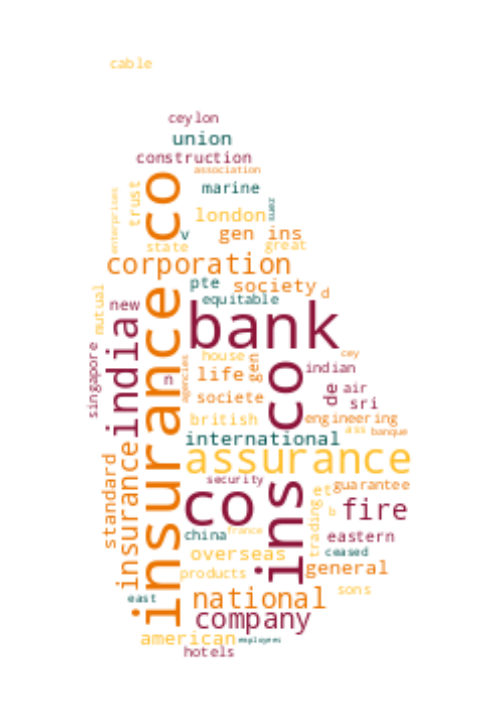 cable
ceylon
union
construction
association
marine
trust
enterprises
insurance co
london
suez
v
gen ins
state
great
corporation
pte
society
d
equitable
mutual
new
bank
india
singapore
n
agencies
house
gen
cey
life
indian
ins co
societe
de
air
sri
british
engineering
ass
banque
international
insurance
standard
assurance
security
et
guarantee
co
b
fire
trading
china
france
eastern
overseas
ceased
products
general
east
national
sons
company
american
employees
hotels